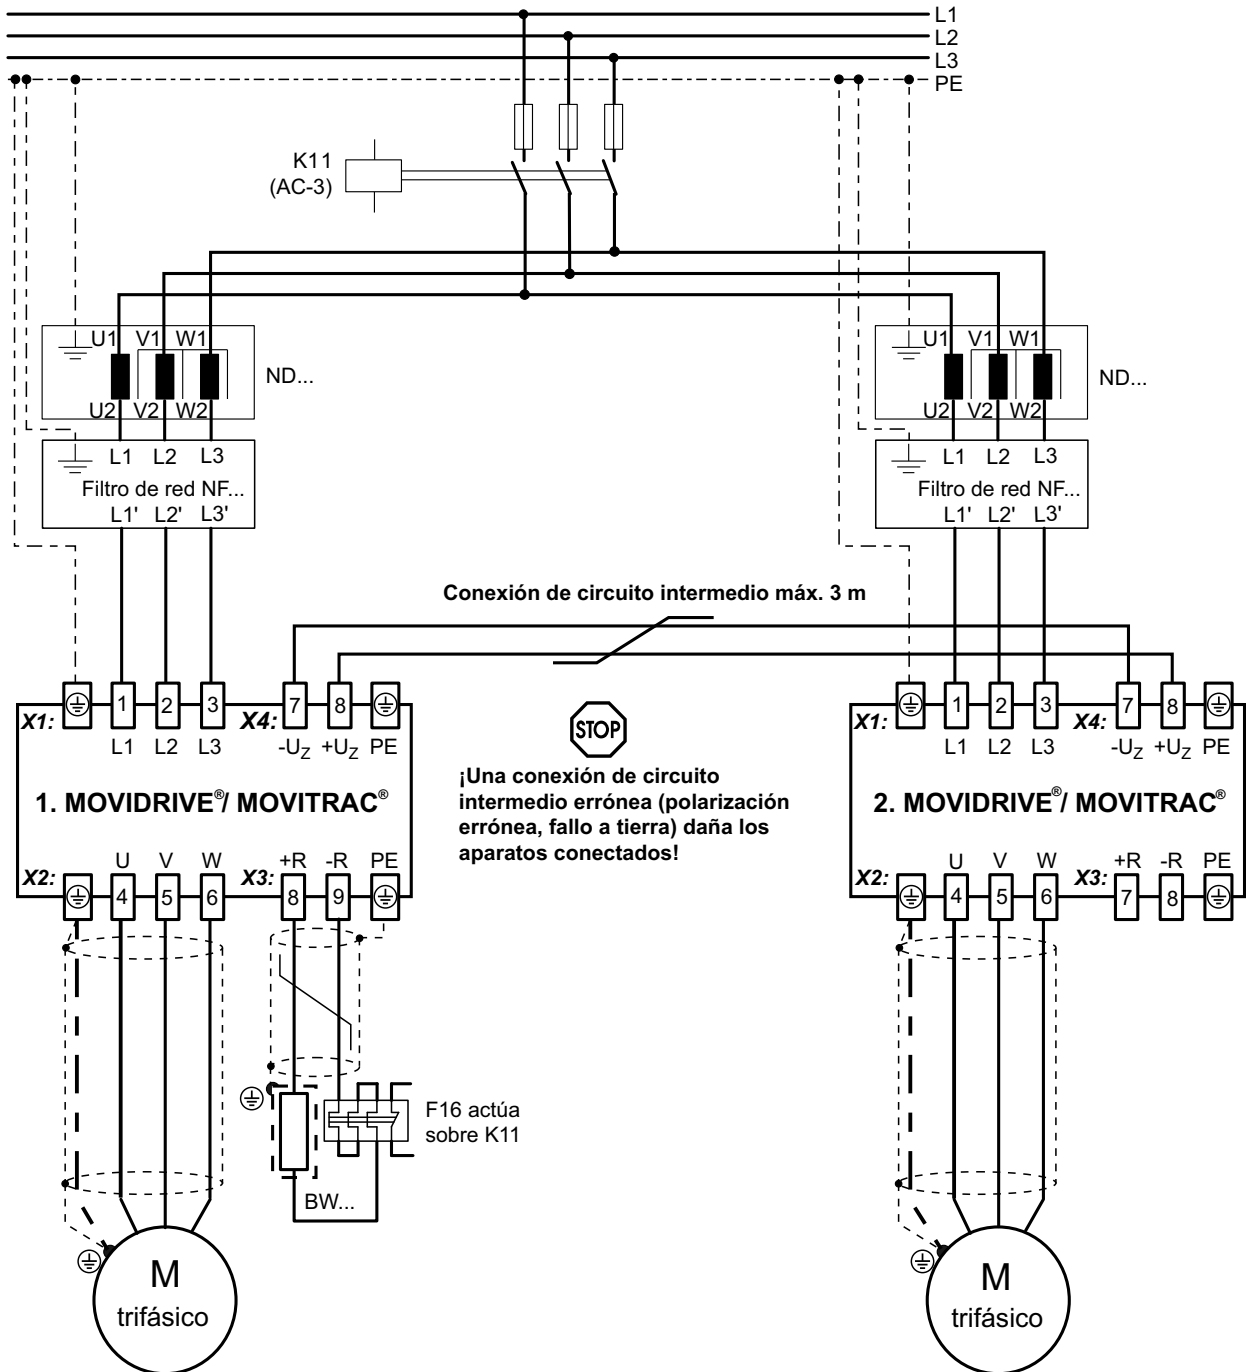 L1
L2
L3
PE
K11
(AC-3)
U1 V1 W1
ND...
U2 V2 W2
U1 V1 W1
ND...
U2 V2 W2
L1 L2 L3
Filtro de red NF...
L1' L2' L3'
L1 L2 L3
Filtro de red NF...
L1' L2' L3'
Conexión de circuito intermedio máx. 3 m
X1: 1 2 3 X4: 7 8
L1 L2 L3 -UZ +UZ PE
1. MOVIDRIVE®/ MOVITRAC®
U V W +R -R PE
X2: 4 5 6 X3: 8 9
STOP
¡Una conexión de circuito
intermedio errónea (polarización
errónea, fallo a tierra) daña los
aparatos conectados!
X1: 1 2 3 X4: 7 8
L1 L2 L3 -UZ +UZ PE
2. MOVIDRIVE®/ MOVITRAC®
U V W +R -R PE
X2: 4 5 6 X3: 7 8
F16 actúa
sobre K11
BW...
M
trifásico
M
trifásico